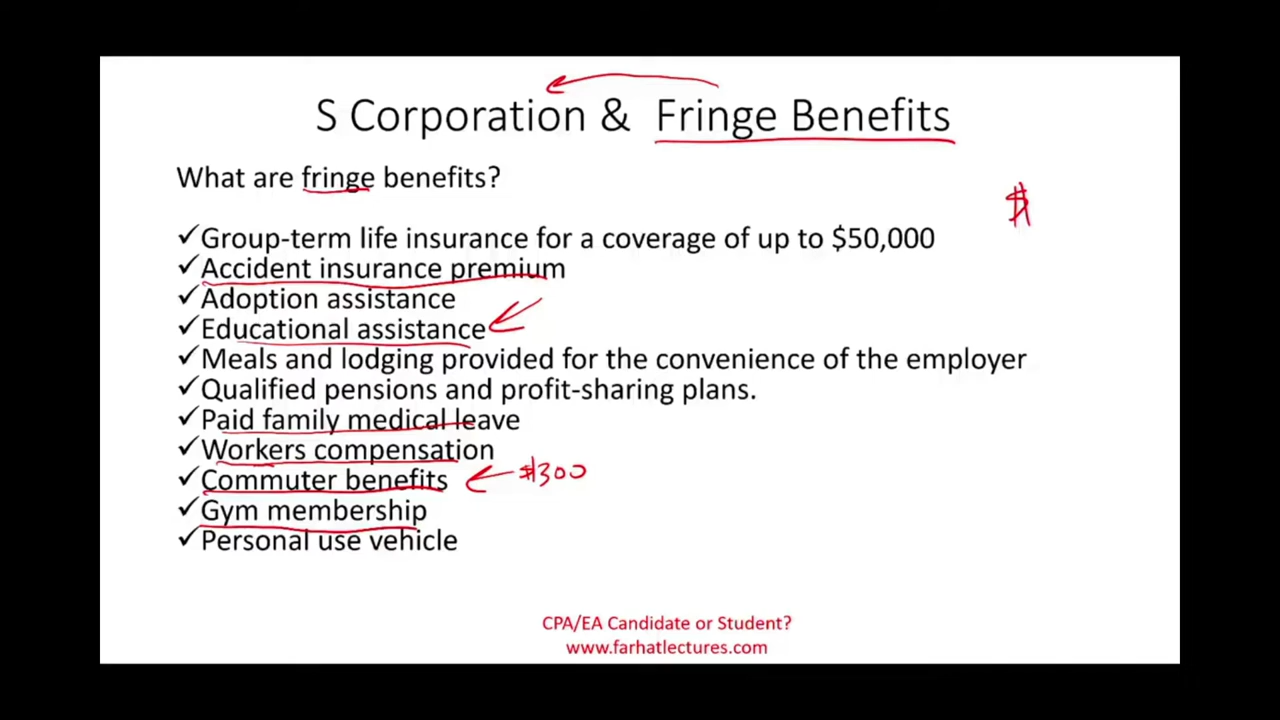 S Corporation & Fringe Benefits
What are fringe benefits?
$
✓Group-term life insurance for a coverage of up to $50,000
✓Accident insurance premium
✓Adoption assistance
✓Educational assistance
✓Meals and lodging provided for the convenience of the employer
✓Qualified pensions and profit-sharing plans.
✓Paid family medical leave
✓Workers compensation
✓Commuter benefits $300
✓Gym membership
✓Personal use vehicle
CPA/EA Candidate or Student?
www.farhatlectures.com